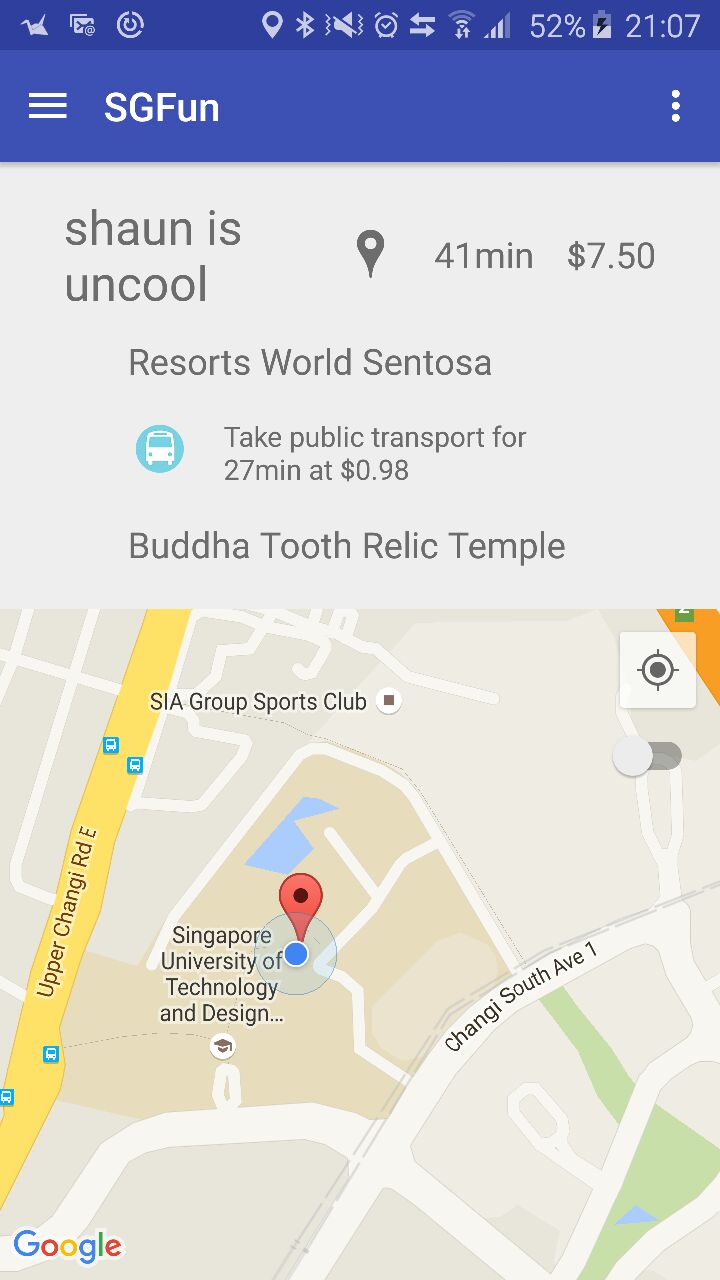 52% 21:07
SGFun
shaun is
uncool
41min $7.50
Resorts World Sentosa
Take public transport for
27min at $0.98
Buddha Tooth Relic Temple
2
SIA Group Sports Club
Upper Changi Rd E
Singapore
University of
Technology
and Design...
Changi South Ave 1
Google